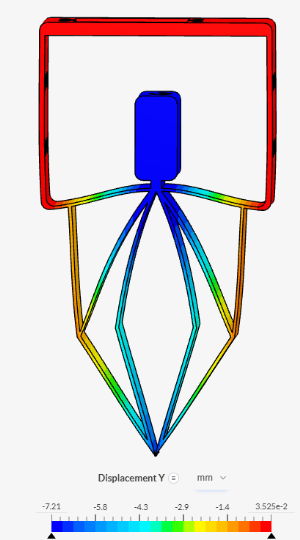 Displacement Y = mm
-7.21 -5.8 -4.3 -2.9 -1.4 3.525e-2